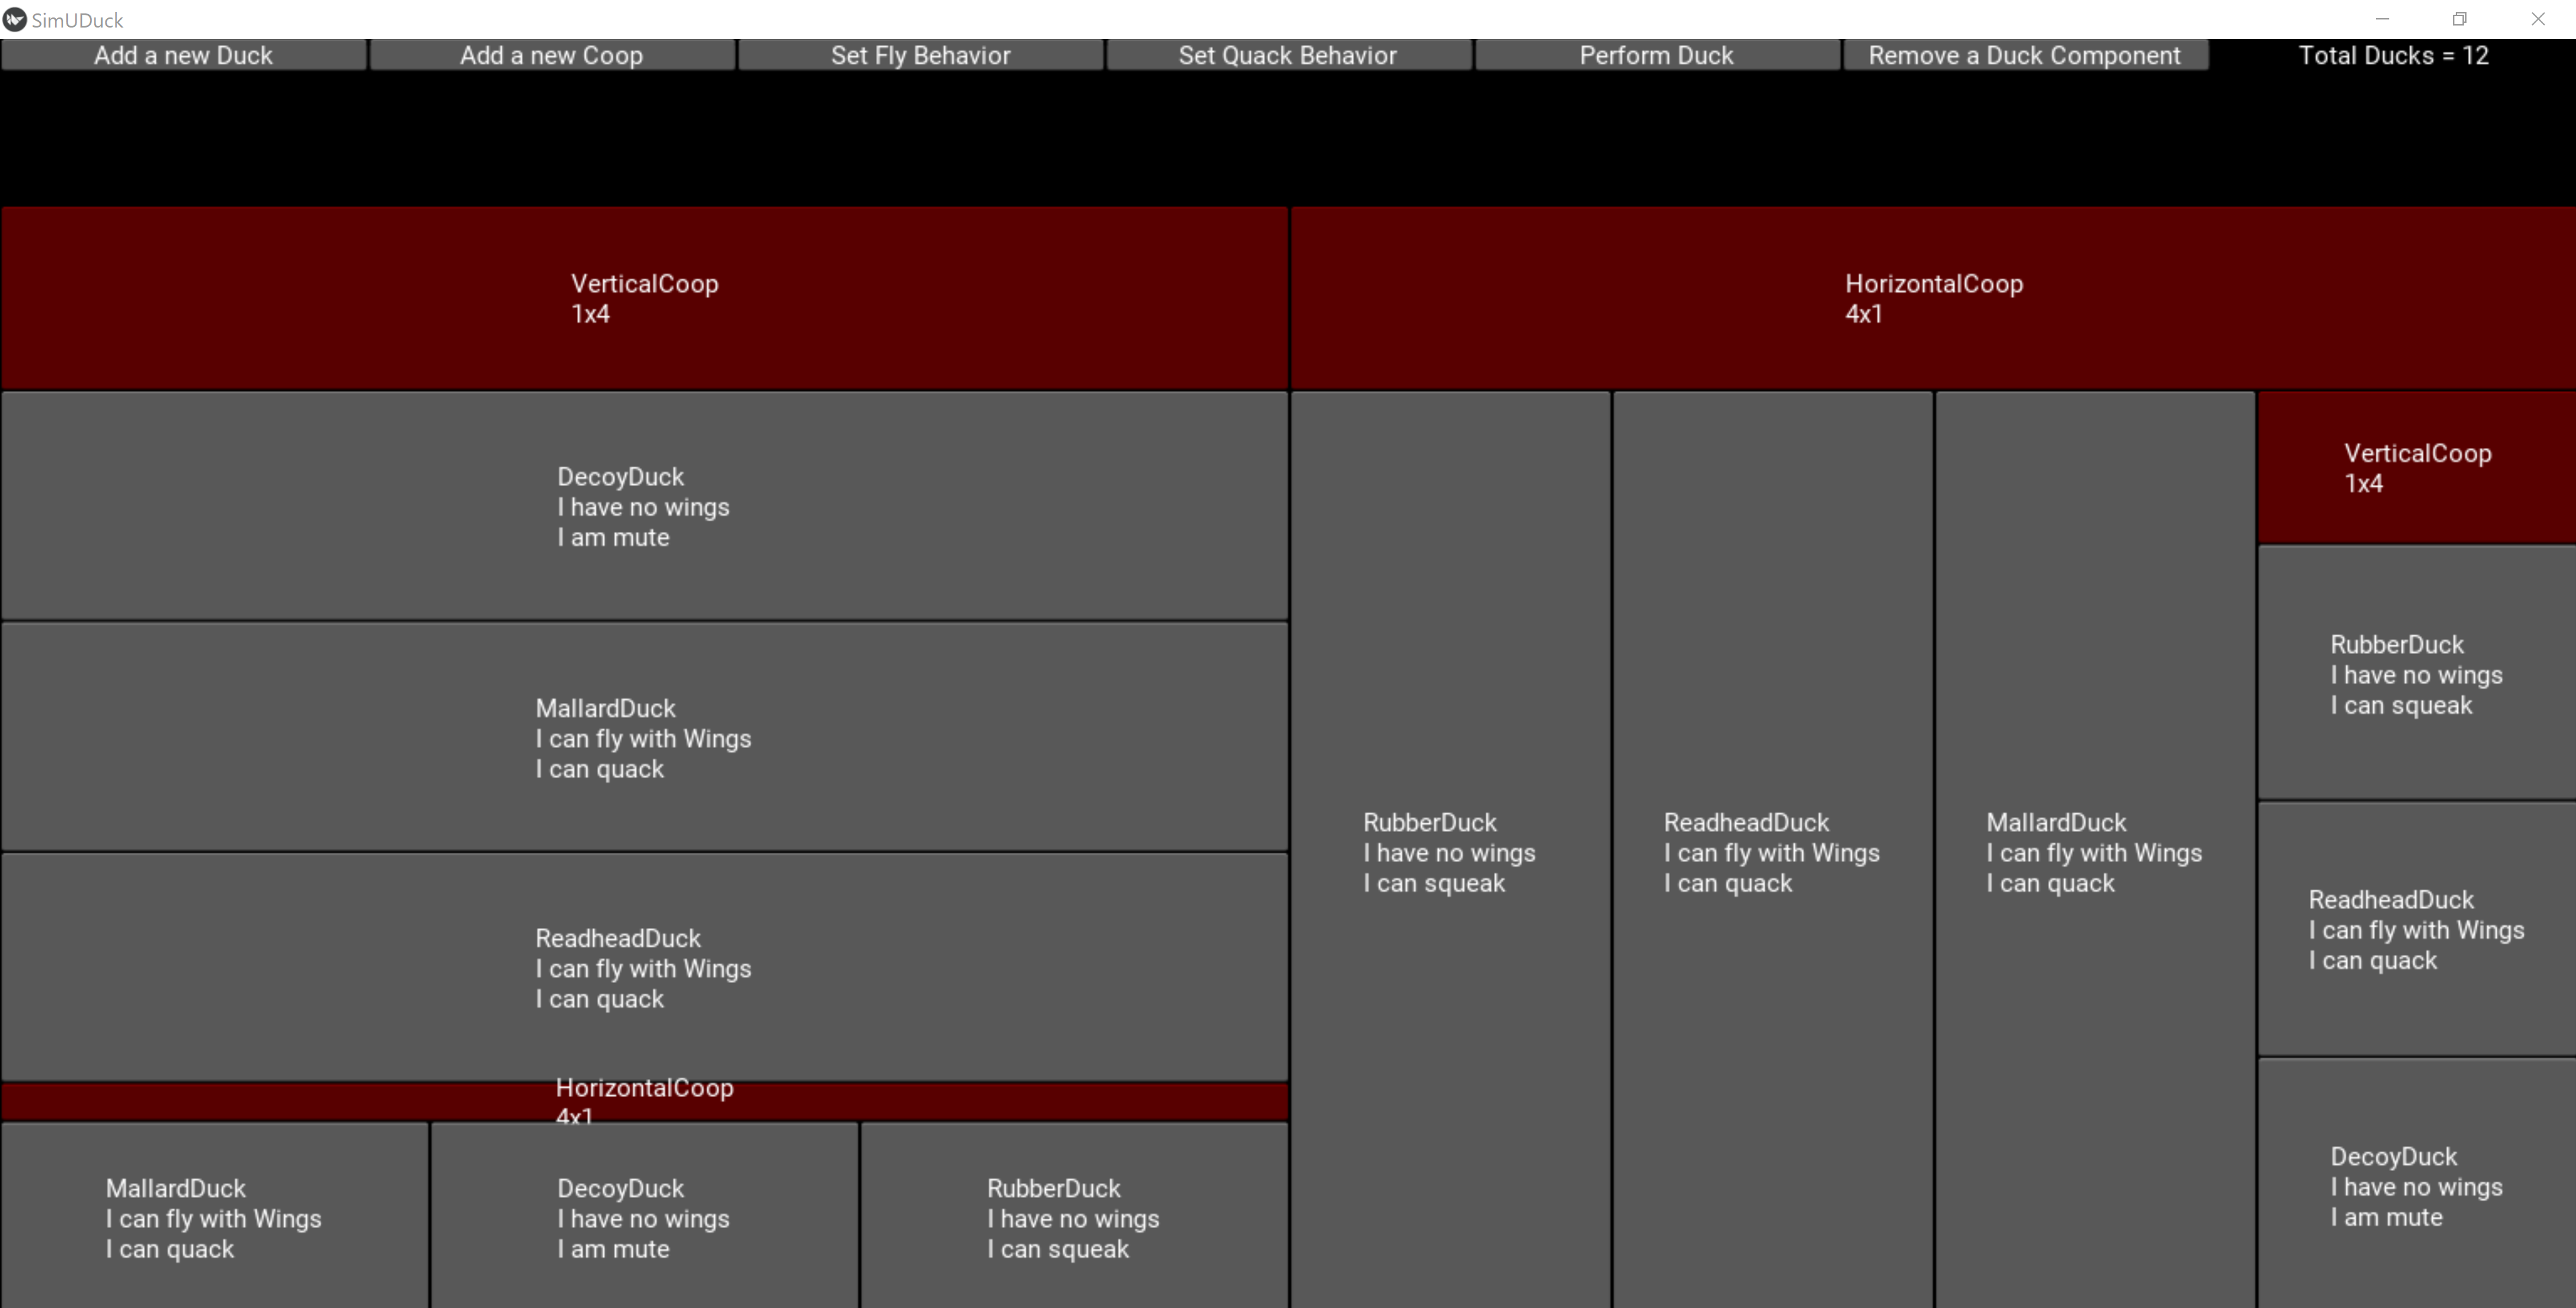 SimUDuck
Add a new Duck
Add a new Coop
Set Fly Behavior
Set Quack Behavior
Perform Duck
Remove a Duck Component
Total Ducks = 12
VerticalCoop
1x4
DecoyDuck
I have no wings
I am mute
MallardDuck
I can fly with Wings
I can quack
ReadheadDuck
I can fly with Wings
I can quack
HorizontalCoop
4x1
MallardDuck
I can fly with Wings
I can quack
DecoyDuck
I have no wings
I am mute
RubberDuck
I have no wings
I can squeak
HorizontalCoop
4x1
RubberDuck
I have no wings
I can squeak
ReadheadDuck
I can fly with Wings
I can quack
MallardDuck
I can fly with Wings
I can quack
VerticalCoop
1x4
RubberDuck
I have no wings
I can squeak
ReadheadDuck
I can fly with Wings
I can quack
DecoyDuck
I have no wings
I am mute